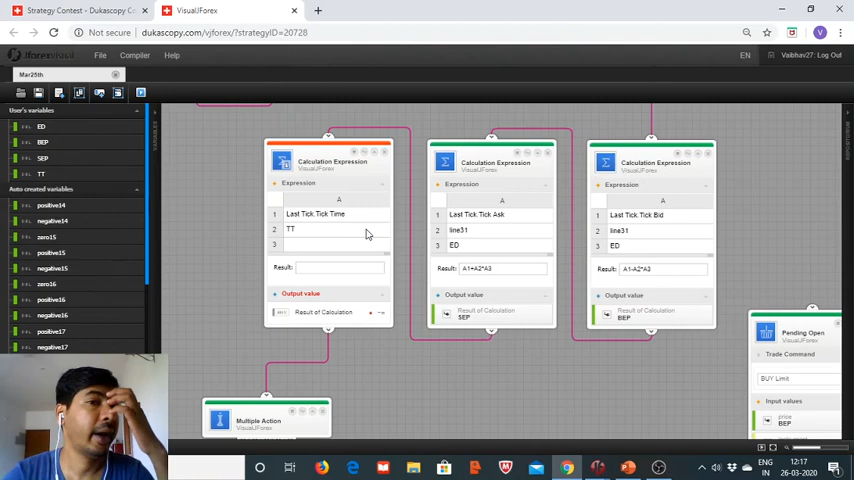 Strategy Contest - Dukascopy
VisualJForex
Not secure
dukascopy.com/vjforex/?strategyID=20728
V
jforexvisual
File
Compiler
Help
EN
Vaibhav27: Log Out
Mar25th
User's variables
ED
BEP
SEP
TT
Auto created variables
positive14
negative14
zero15
positive15
negative15
zero16
positive16
negative16
positive17
negative17
VARIABLES
REPOSITORIUM
Calculation Expression
VisualJForex
Expression
A
1 Last Tick.Tick Time
2 TT
3
Result:
Output value
Result of Calculation
Calculation Expression
VisualJForex
Expression
A
1 Last Tick.Tick Ask
2 line31
3 ED
Result: A1+A2*A3
Output value
Result of Calculation
SEP
Calculation Expression
VisualJForex
Expression
A
1 Last Tick.Tick Bid
2 line31
3 ED
Result: A1-A2*A3
Output value
Result of Calculation
BEP
Multiple Action
VisualJForex
Pending Open
VisualJForex
Trade Command
BUY Limit
Input values
price
BEP
ENG
IN
12:17
26-03-2020